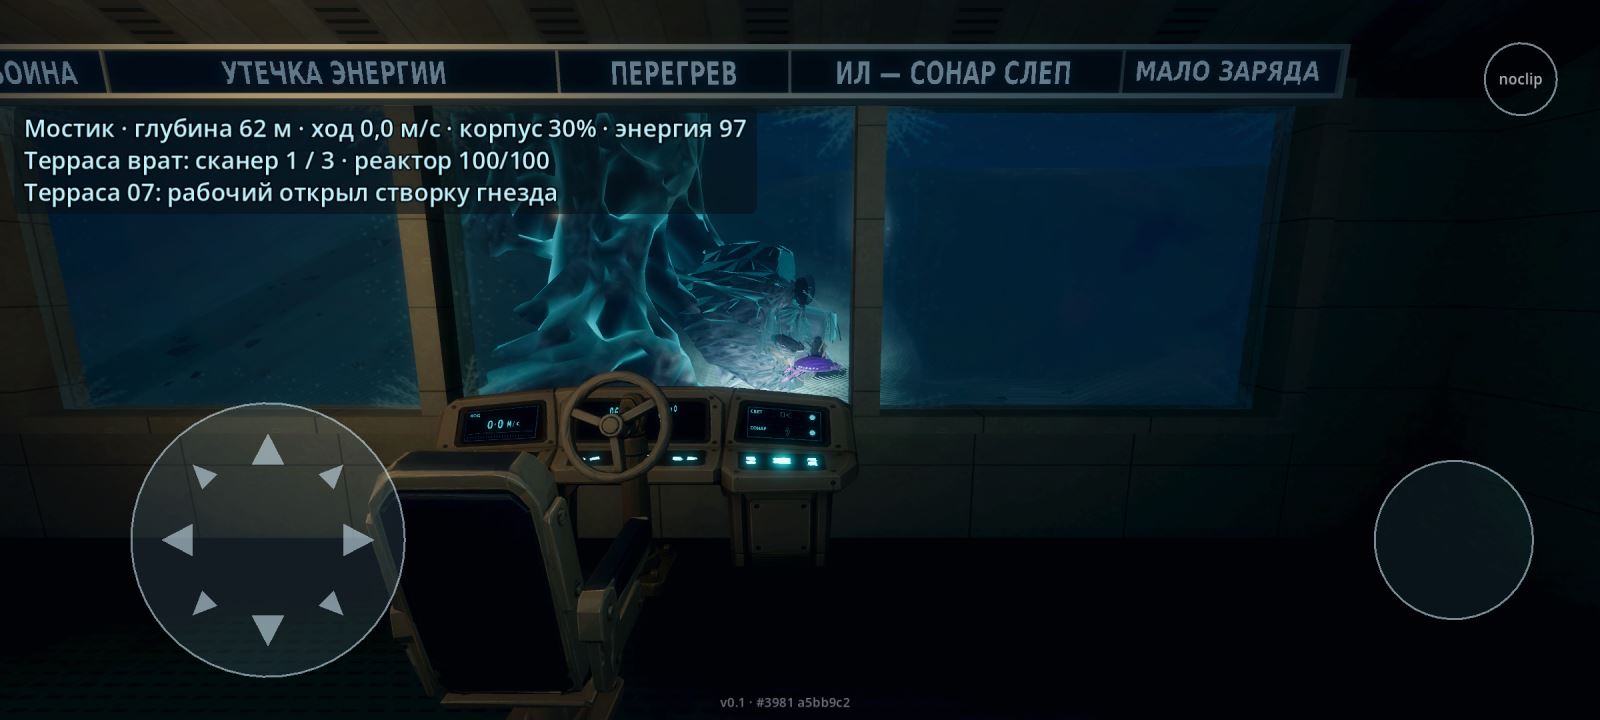 УТЕЧКА ЭНЕРГИИ
ПЕРЕГРЕВ
ИЛ — СОНАР СЛЕП
МАЛО ЗАРЯДА
noclip
Мостик · глубина 62 м · ход 0,0 м/с · корпус 30% · энергия 97
Терраса врат: сканер 1 / 3 · реактор 100/100
Терраса 07: рабочий открыл створку гнезда
ХОД
0·0 М/С
СВЕТ
СОНАР
v0.1 · #3981 a5bb9c2